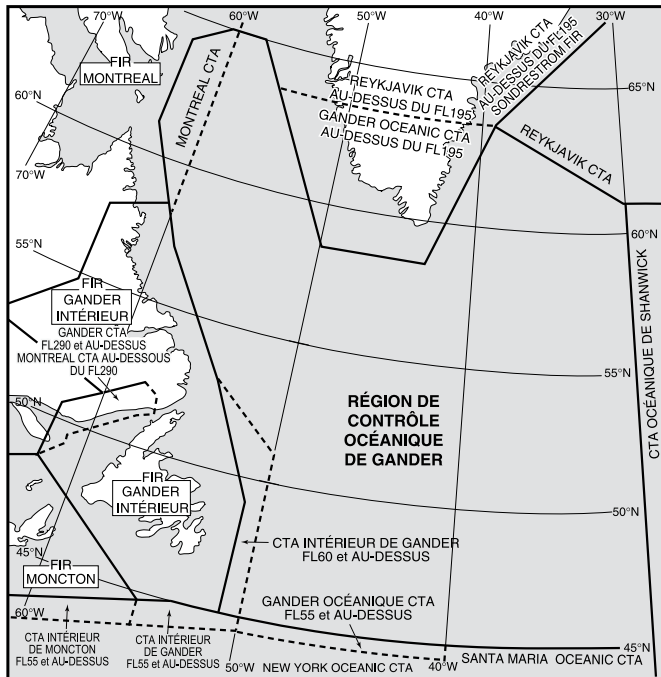 70°W
60°W
50°W
40°W
30°W
FIR
MONTREAL
MONTREAL CTA
REYKJAVIK CTA
AU-DESSUS DU FL195
GANDER OCEANIC CTA
AU-DESSUS DU FL195
REYKJAVIK CTA
AU-DESSUS DU FL195
SONDRESTROM FIR
65°N
REYKJAVIK CTA
60°N
70°W
60°N
55°N
FIR
GANDER
INTÉRIEUR
GANDER CTA
FL290 et AU-DESSUS
MONTREAL CTA AU-DESSOUS
DU FL290
55°N
50°N
RÉGION DE
CONTRÔLE
OCÉANIQUE
DE GANDER
CTA OCÉANIQUE DE SHANWICK
FIR
GANDER
INTÉRIEUR
50°N
CTA INTÉRIEUR DE GANDER
FL60 et AU-DESSUS
45°N
FIR
MONCTON
60°W
GANDER OCÉANIQUE CTA
FL55 et AU-DESSUS
CTA INTÉRIEUR
DE MONCTON
FL55 et AU-DESSUS
CTA INTÉRIEUR
DE GANDER
FL55 et AU-DESSUS
50°W
NEW YORK OCEANIC CTA
40°W
SANTA MARIA OCEANIC CTA
45°N